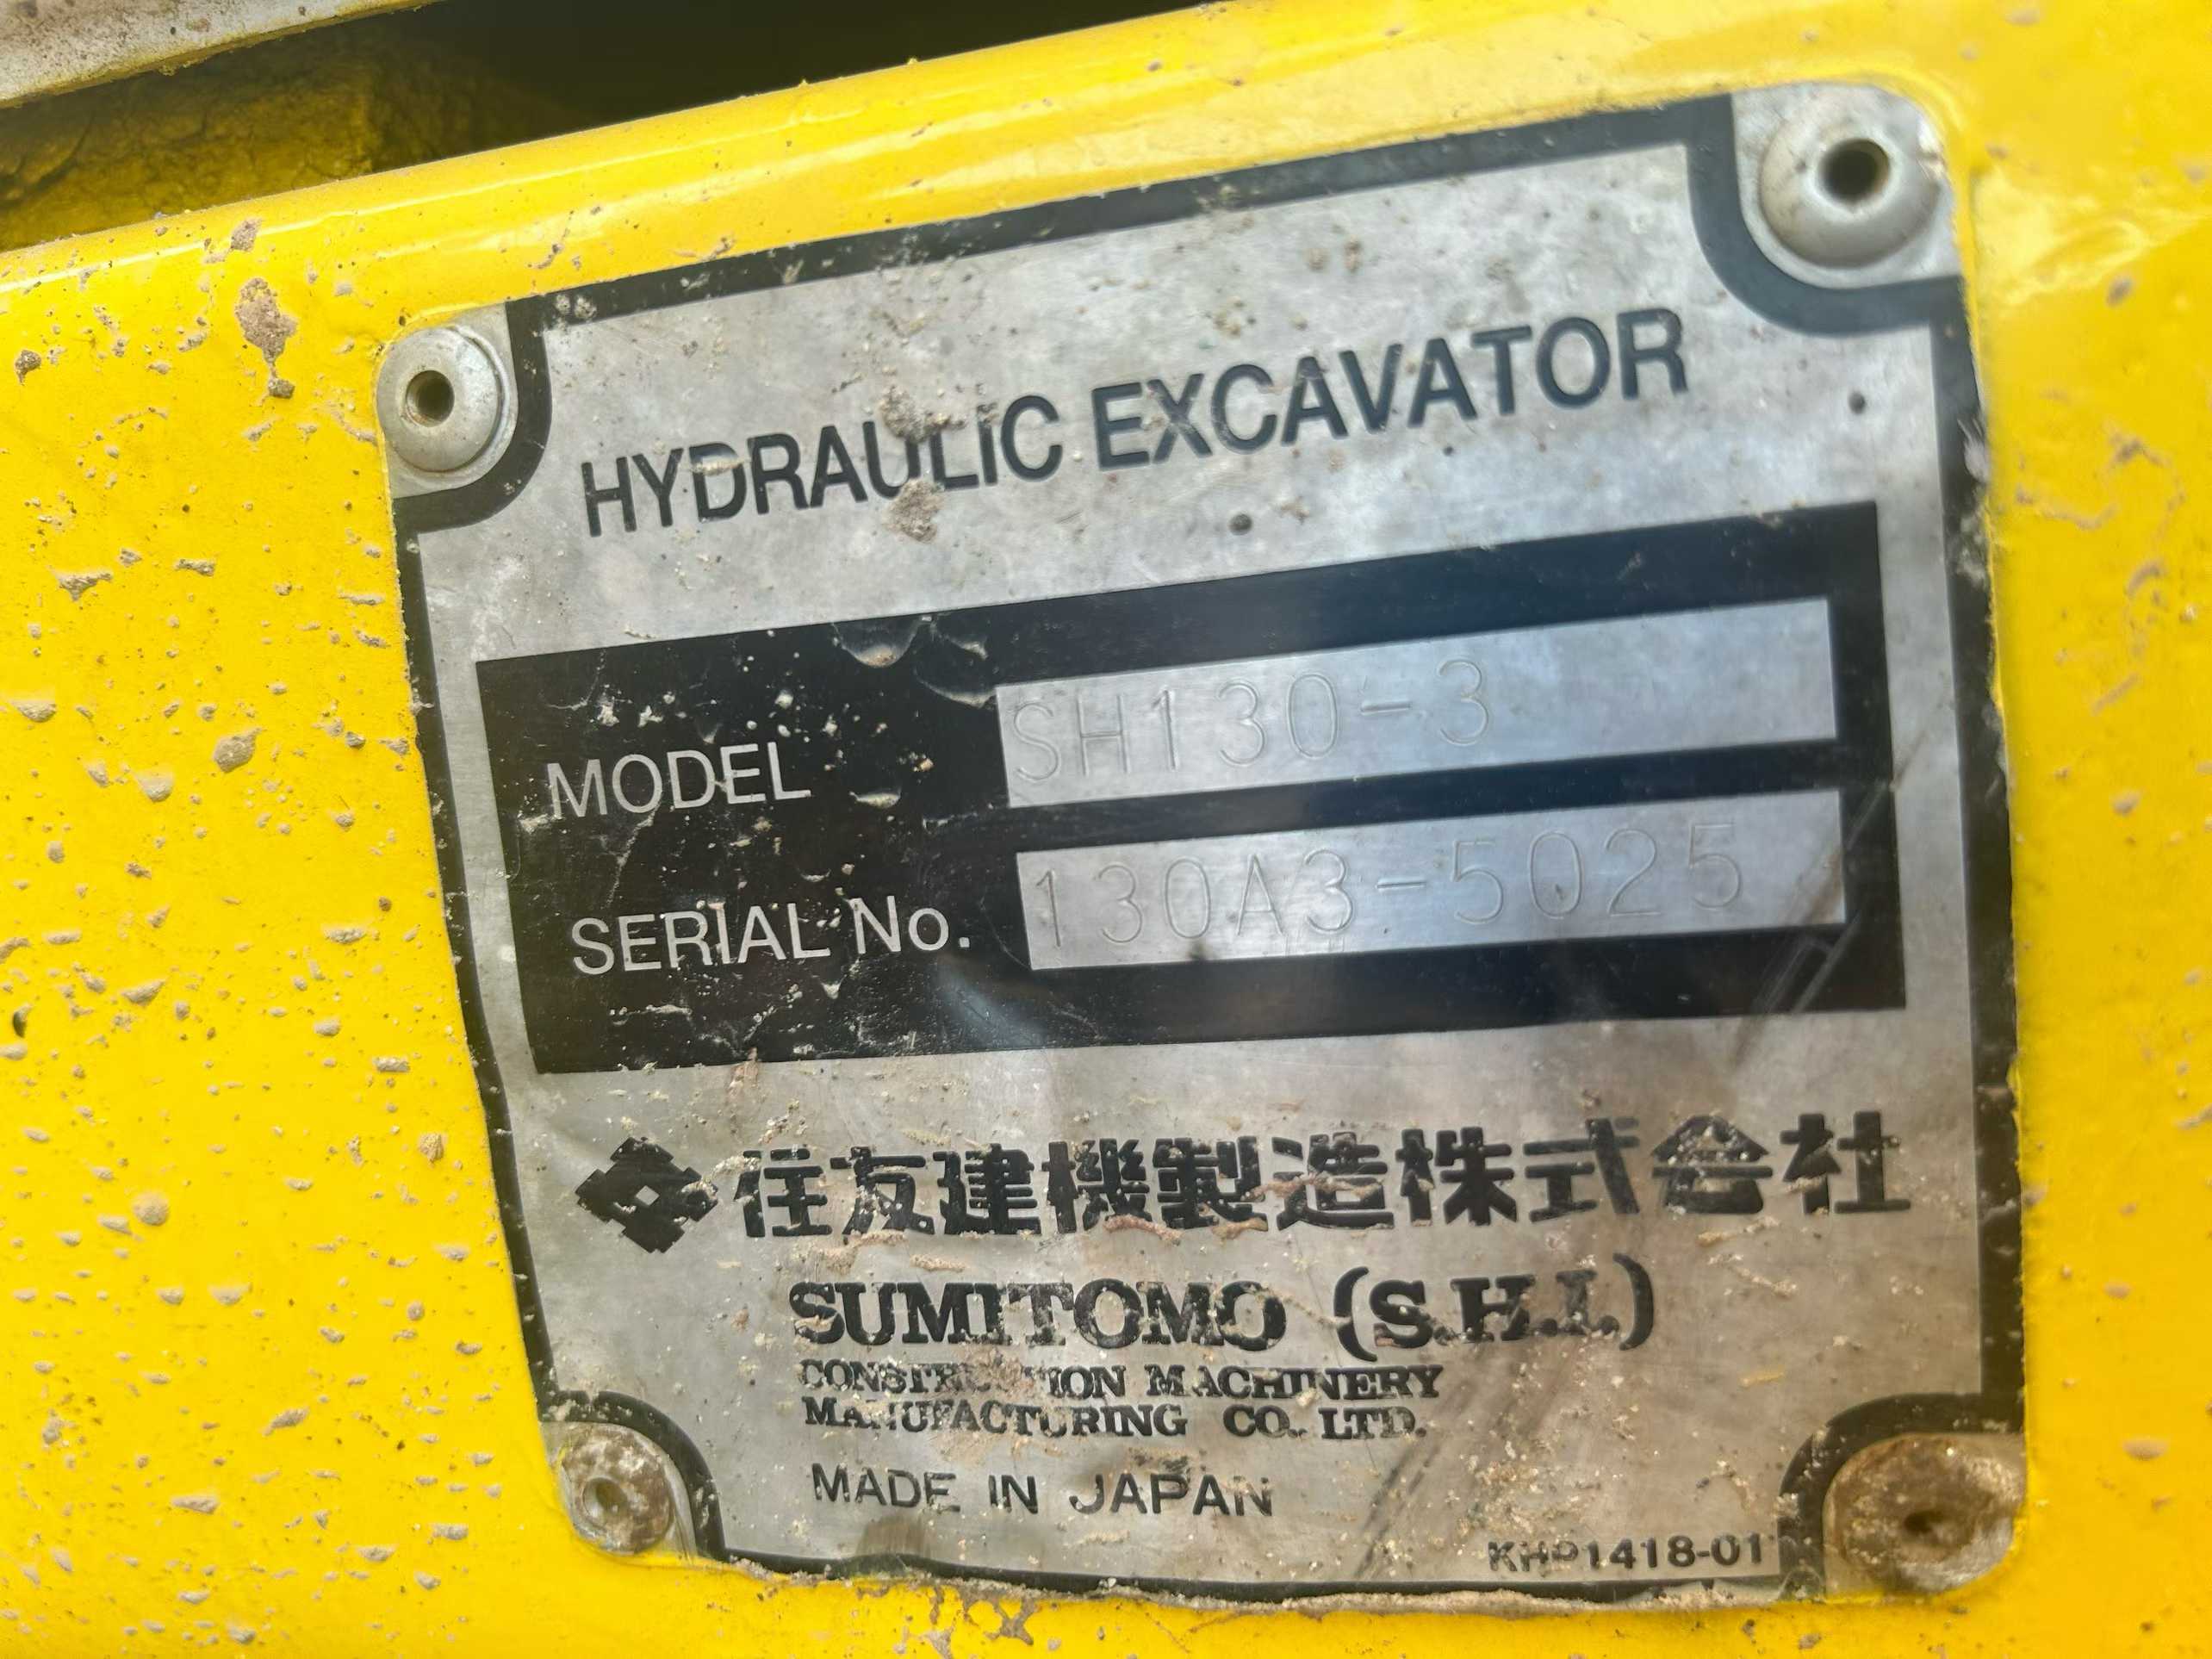 HYDRAULIC EXCAVATOR
MODEL SH130-3
SERIAL No. 130A3-5025
住友建機製造株式会社
SUMITOMO (S.H.I.)
CONSTRUCTION MACHINERY
MANUFACTURING CO. LTD.
MADE IN JAPAN
KHP1418-01